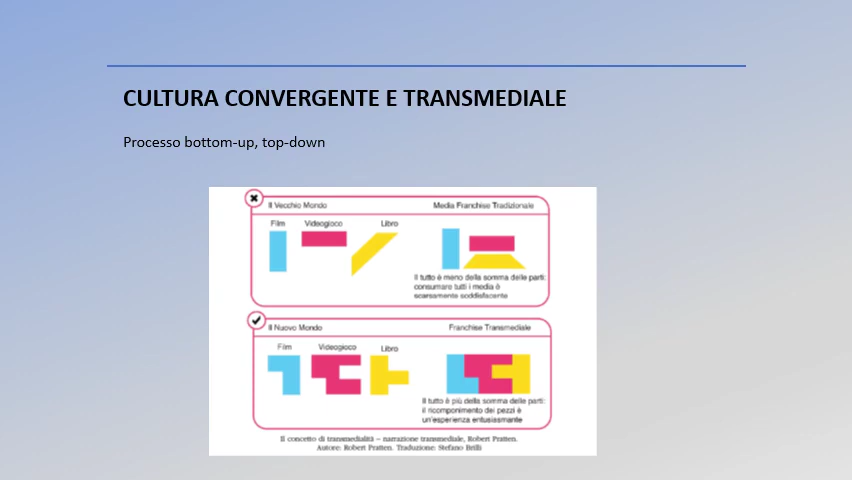 CULTURA CONVERGENTE E TRANSMEDIALE
Processo bottom-up, top-down
Il Vecchio Mondo
Media Franchise Tradizionale
Film
Videogioco
Libro
Il tutto è meno della somma delle parti:
consumare tutti i media è
scarsamente soddisfacente
Il Nuovo Mondo
Franchise Transmediale
Film
Videogioco
Libro
Il tutto è più della somma delle parti:
il ricomponimento dei pezzi è
un'esperienza entusiasmante
Il concetto di transmedialità – narrazione transmediale, Robert Pratten.
Autore: Robert Pratten. Traduzione: Stefano Brilli